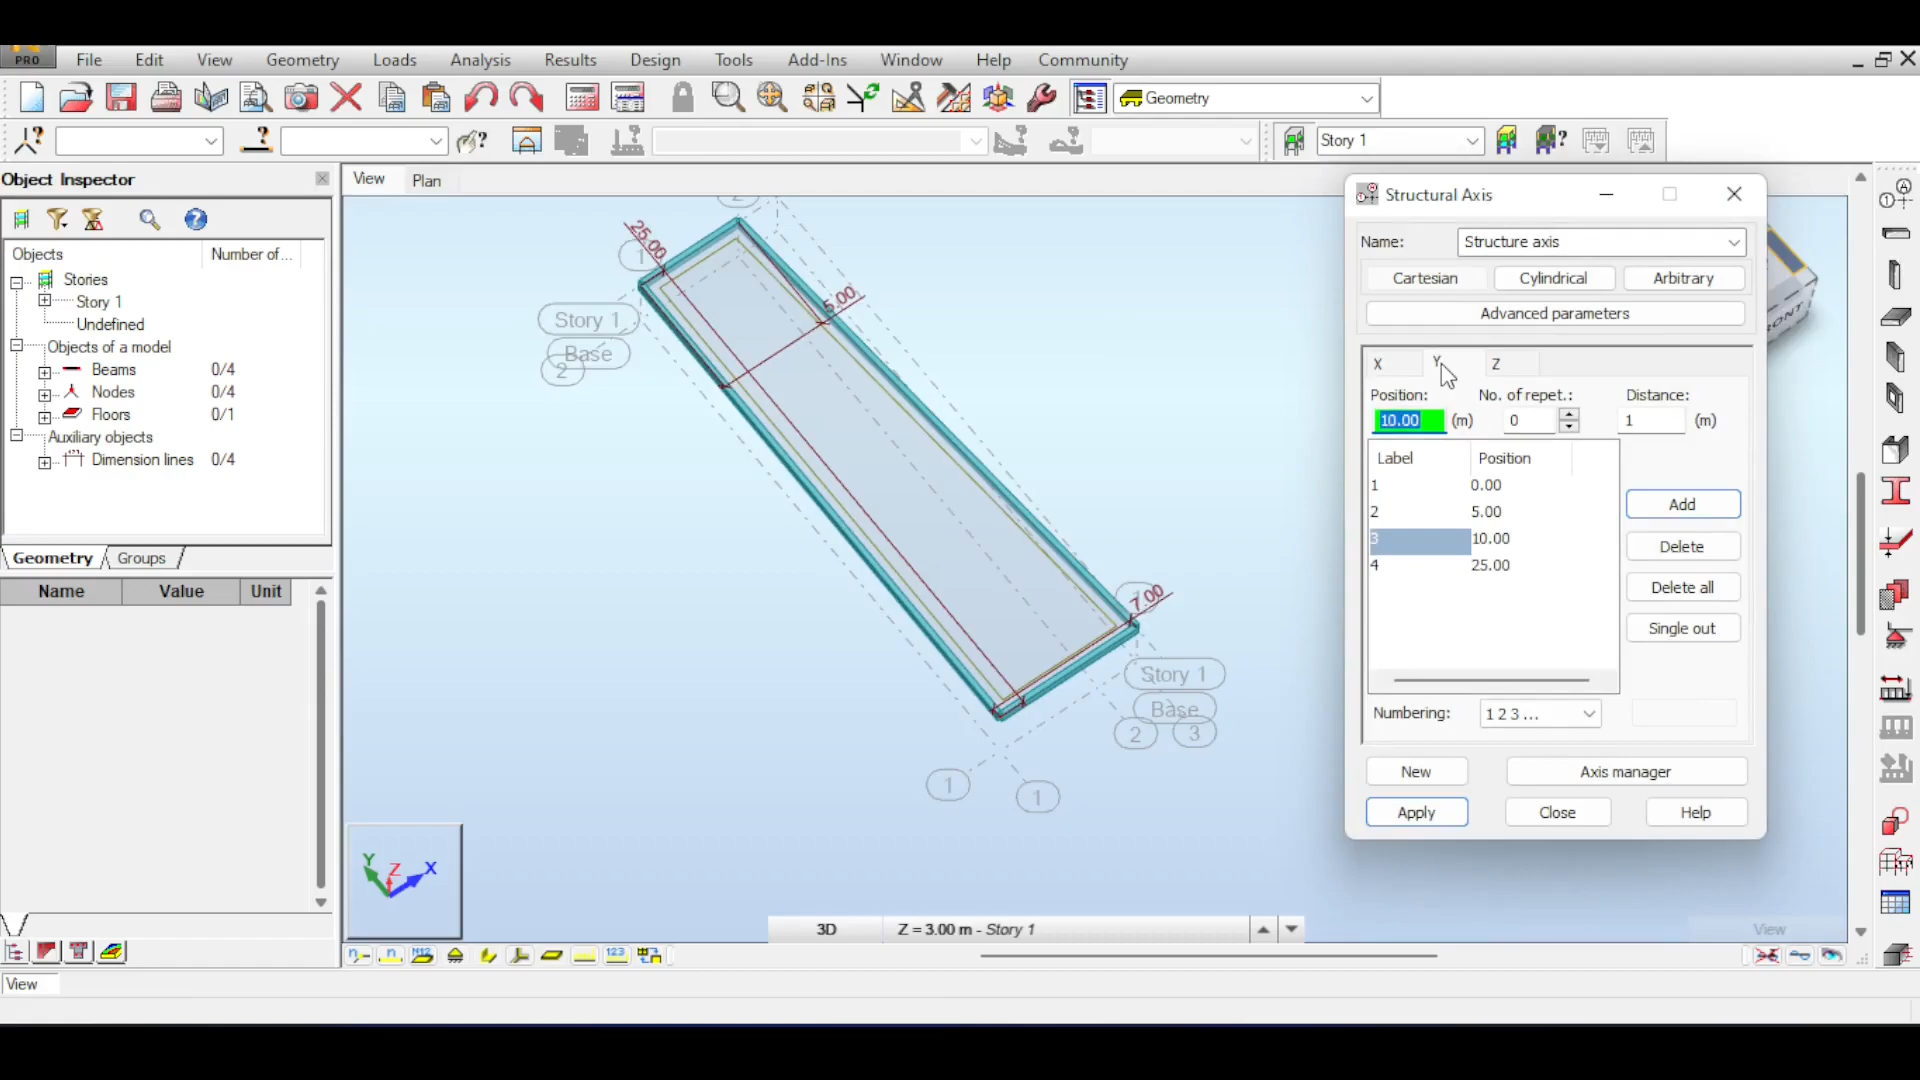 PRO File Edit View Geometry Loads Analysis Results Design Tools Add-Ins Window Help Community
Geometry
Story 1
Object Inspector
View Plan
Objects Number of...
Stories
Story 1
Undefined
Objects of a model
Beams 0/4
Nodes 0/4
Floors 0/1
Auxiliary objects
Dimension lines 0/4
Geometry Groups
Name Value Unit
View
2
25.00
1
5.00
Story 1
Base
2
7.00
Story 1
Base
2 3
1 1
Y Z X
3D Z = 3.00 m - Story 1
View
FRONT
Structural Axis
Name: Structure axis
Cartesian Cylindrical Arbitrary
Advanced parameters
X Y Z
Position: No. of repet.: Distance:
10.00 (m) 0 1 (m)
Label Position
1 0.00
2 5.00
3 10.00
4 25.00
Add
Delete
Delete all
Single out
Numbering: 1 2 3 ...
New Axis manager
Apply Close Help